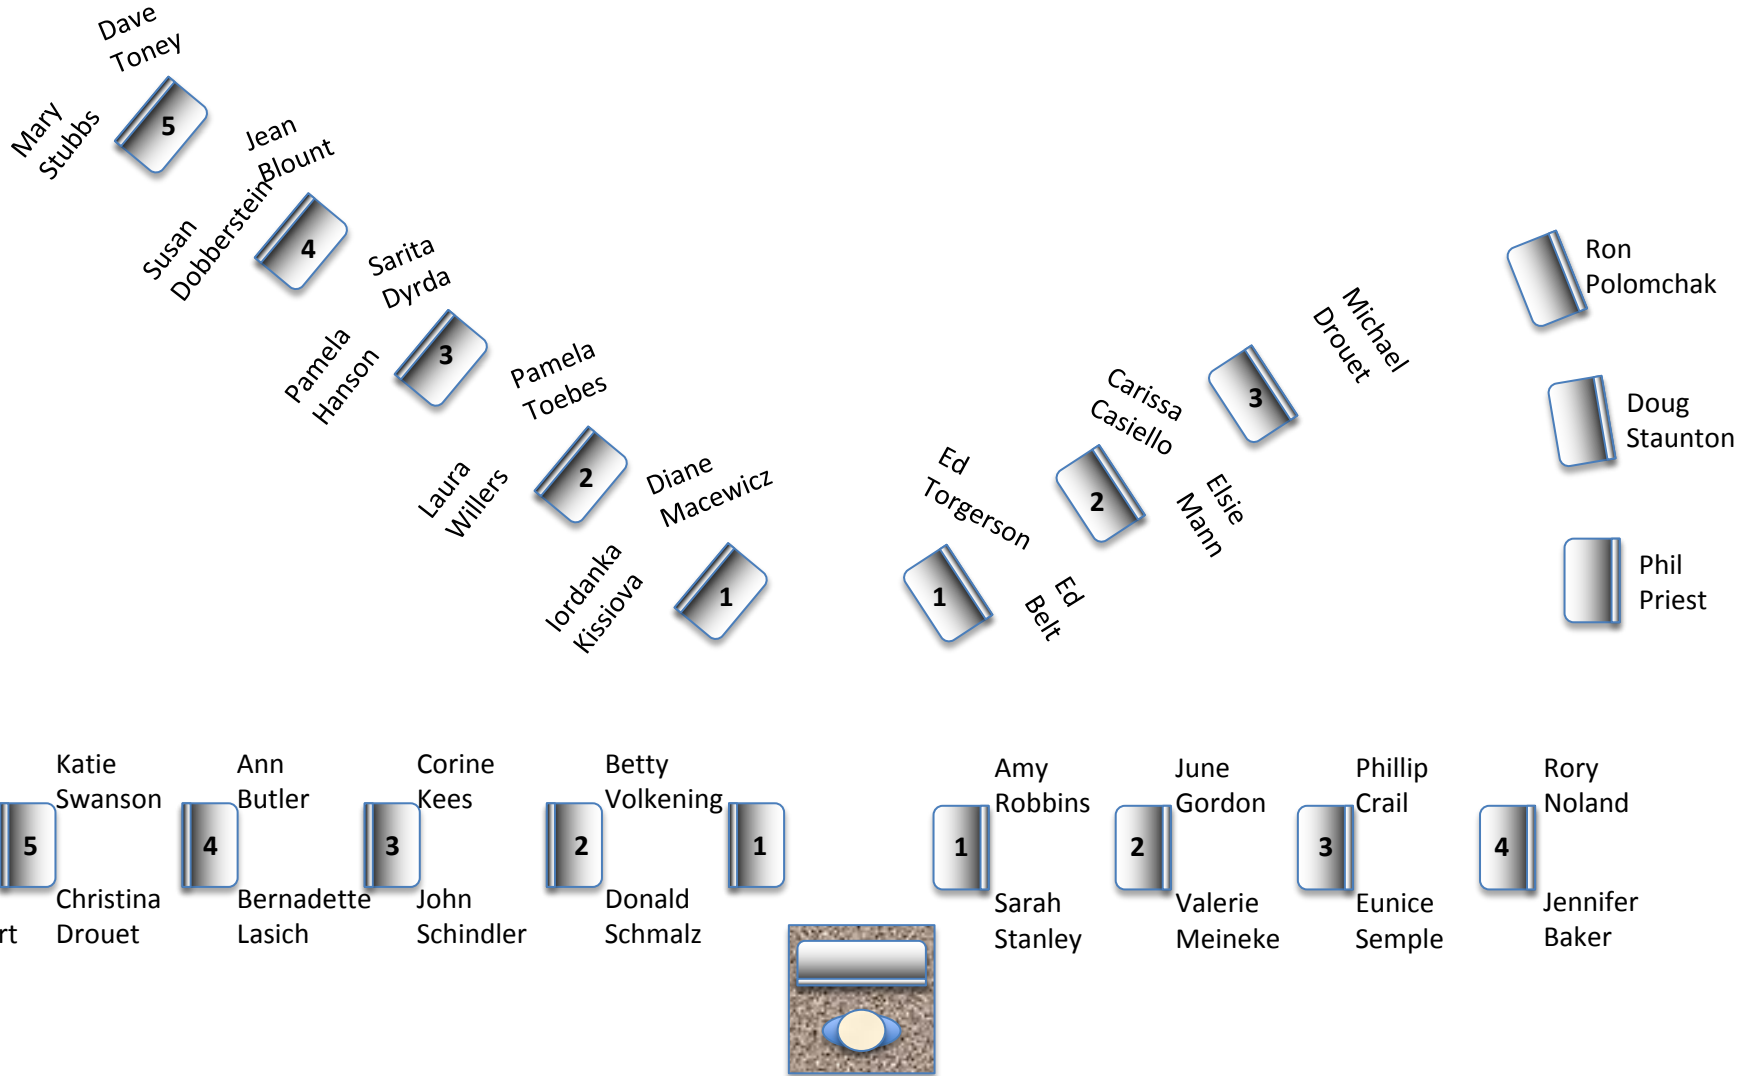 Dave
Toney
Mary
Stubbs
5
Jean
Blount
Susan
Dobberstein
4
Sarita
Dyrda
Pamela
Hanson
3
Pamela
Toebes
Laura
Willers
2
Diane
Macewicz
Iordanka
Kissiova
1
Ed
Torgerson
Ed
Belt
1
Carissa
Casiello
Elsie
Mann
2
Michael
Drouet
3
Ron
Polomchak
Doug
Staunton
Phil
Priest
Katie
Swanson
5
Christina
Drouet
rt
Ann
Butler
4
Bernadette
Lasich
Corine
Kees
3
John
Schindler
Betty
Volkening
2
Donald
Schmalz
1
Amy
Robbins
1
Sarah
Stanley
June
Gordon
2
Valerie
Meineke
Phillip
Crail
3
Eunice
Semple
Rory
Noland
4
Jennifer
Baker